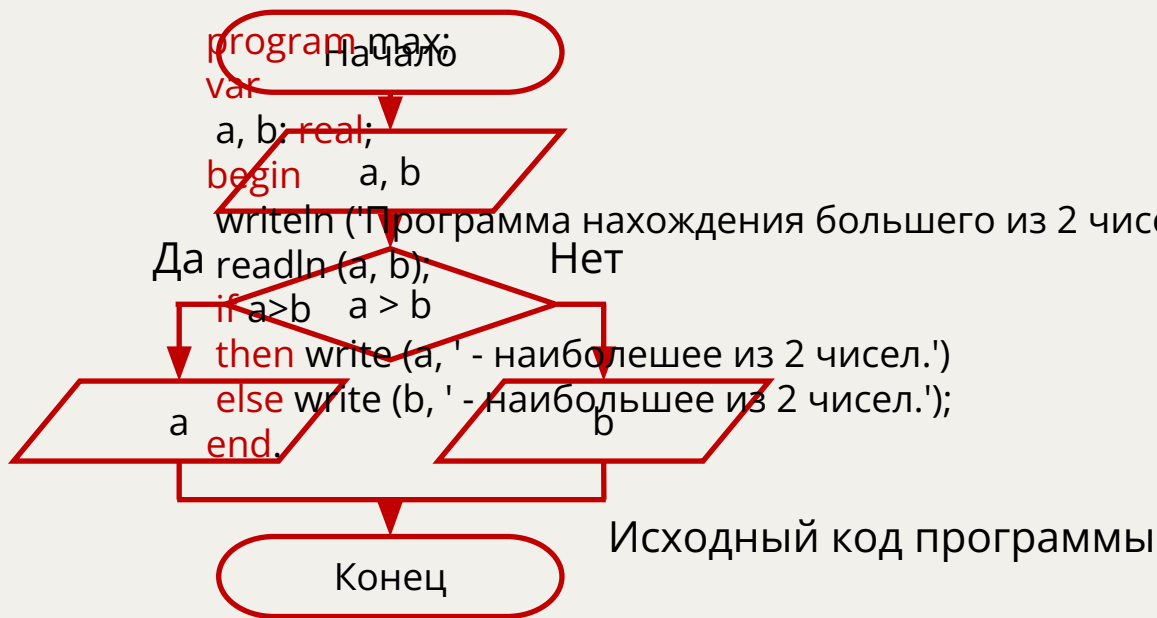 Начало
program max;
var
a, b: real;
begin
a, b
writeln ('Программа нахождения большего из 2
Да
Нет
readln (a, b);
if a>b
a > b
then write (a, ' - наиболешее из 2 чисел.')
else write (b, ' - наибольшее из 2 чисел.');
a
b
end.
Исходный код программы
Конец